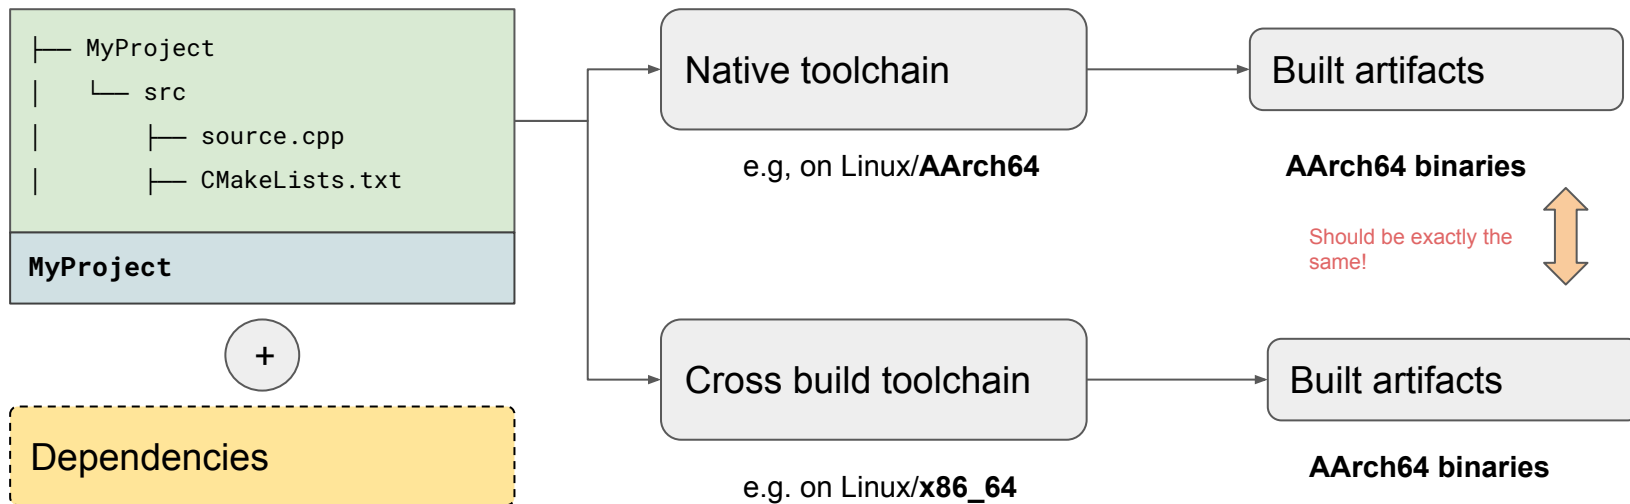 ├── MyProject
│   └── src
│       ├── source.cpp
│       ├── CMakeLists.txt
MyProject
+
Dependencies
Native toolchain
e.g, on Linux/AArch64
Cross build toolchain
e.g. on Linux/x86_64
Built artifacts
AArch64 binaries
Should be exactly the
same!
Built artifacts
AArch64 binaries